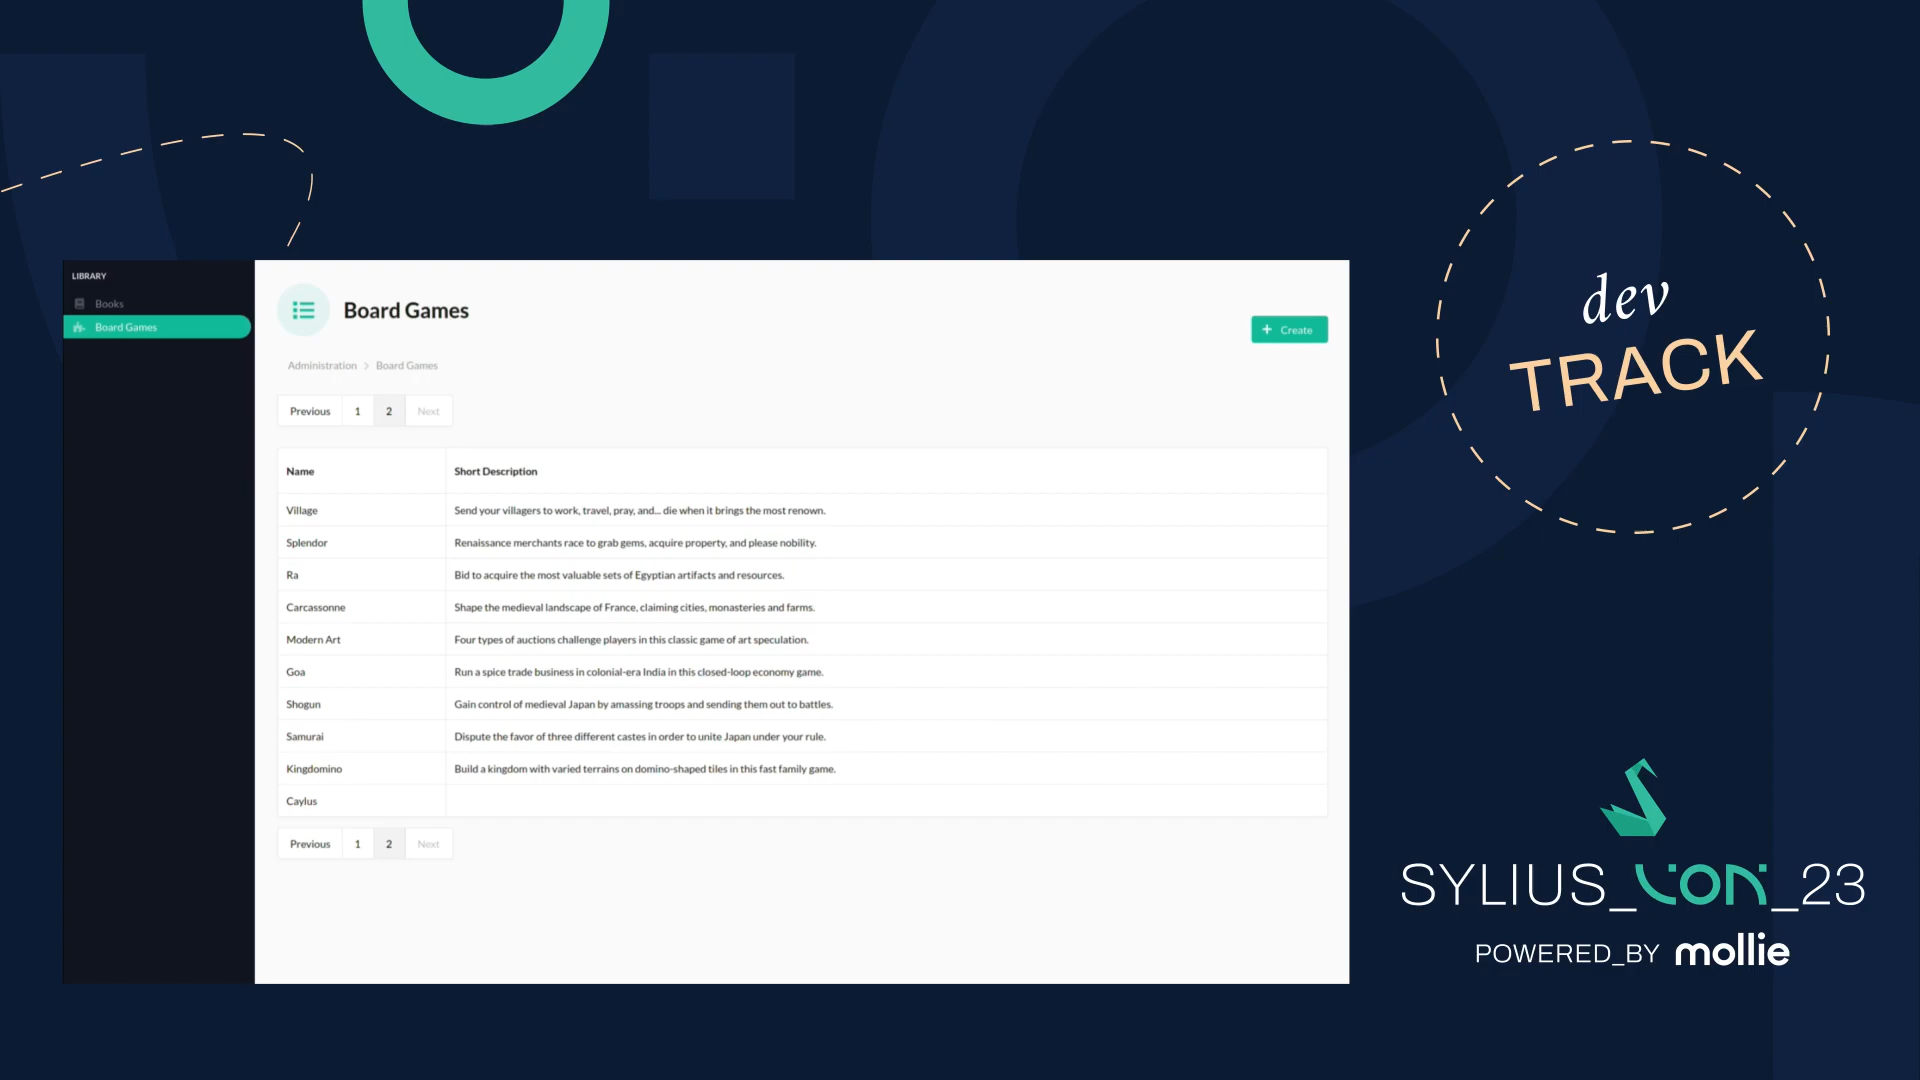 LIBRARY
Books
Board Games
Board Games
Create
Administration > Board Games
Previous 1 2 Next
Name Short Description
Village Send your villagers to work, travel, pray, and... die when it brings the most renown.
Splendor Renaissance merchants race to grab gems, acquire property, and please nobility.
Ra Bid to acquire the most valuable sets of Egyptian artifacts and resources.
Carcassonne Shape the medieval landscape of France, claiming cities, monasteries and farms.
Modern Art Four types of auctions challenge players in this classic game of art speculation.
Goa Run a spice trade business in colonial-era India in this closed-loop economy game.
Shogun Gain control of medieval Japan by amassing troops and sending them out to battles.
Samurai Dispute the favor of three different castes in order to unite Japan under your rule.
Kingdomino Build a kingdom with varied terrains on domino-shaped tiles in this fast family game.
Caylus
Previous 1 2 Next
dev
TRACK
SYLIUS_CON_23
POWERED_BY mollie